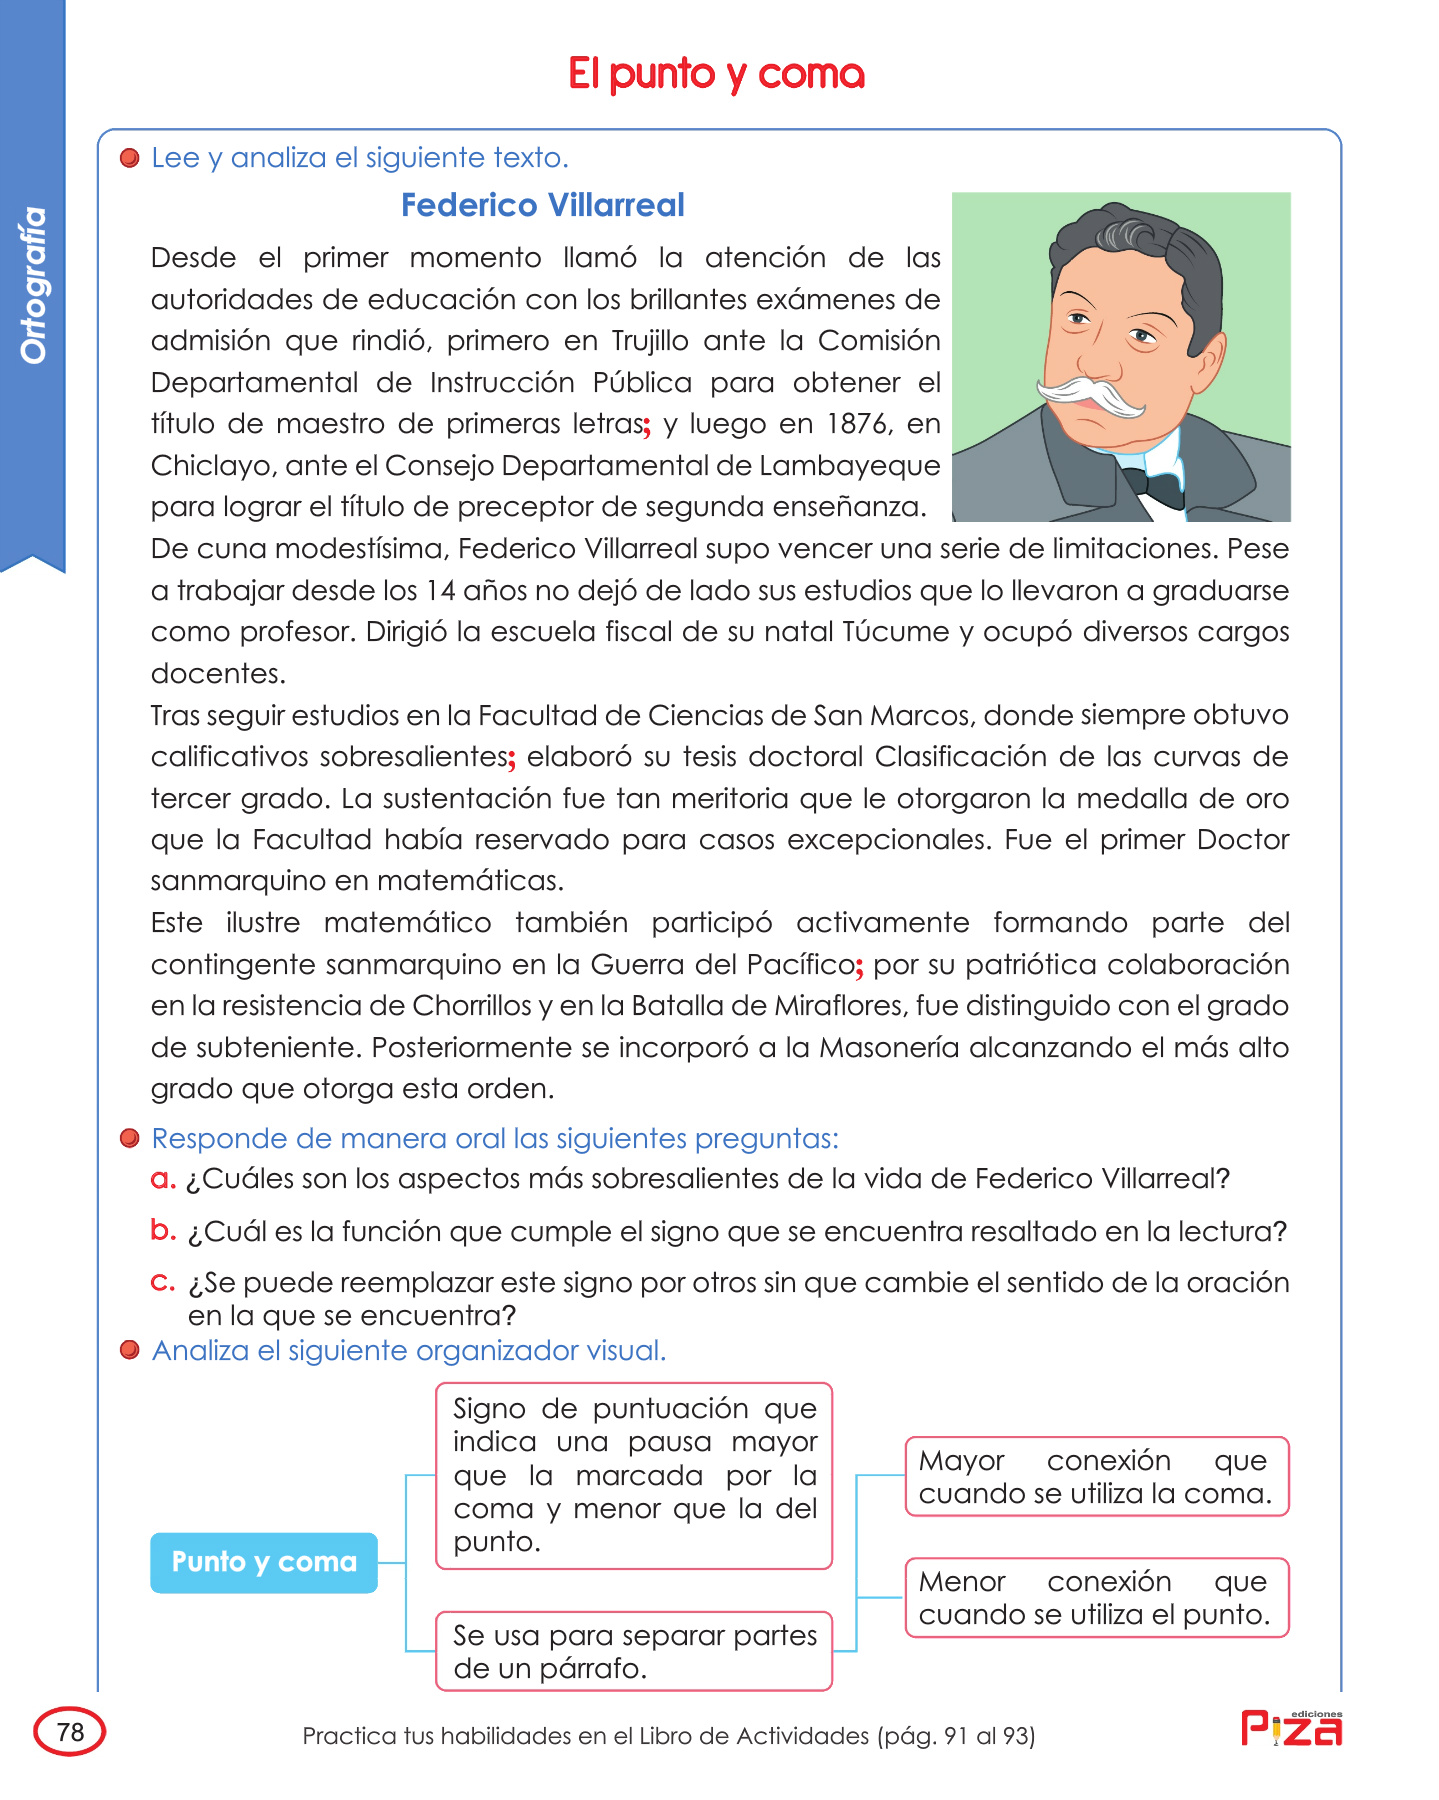 El punto y coma
Ortografía
Lee y analiza el siguiente texto.
Federico Villarreal
Desde el primer momento llamó la atención de las
autoridades de educación con los brillantes exámenes de
admisión que rindió, primero en Trujillo ante la Comisión
Departamental de Instrucción Pública para obtener el
título de maestro de primeras letras; y luego en 1876, en
Chiclayo, ante el Consejo Departamental de Lambayeque
para lograr el título de preceptor de segunda enseñanza.
De cuna modestísima, Federico Villarreal supo vencer una serie de limitaciones. Pese
a trabajar desde los 14 años no dejó de lado sus estudios que lo llevaron a graduarse
como profesor. Dirigió la escuela fiscal de su natal Túcume y ocupó diversos cargos
docentes.
Tras seguir estudios en la Facultad de Ciencias de San Marcos, donde siempre obtuvo
calificativos sobresalientes; elaboró su tesis doctoral Clasificación de las curvas de
tercer grado. La sustentación fue tan meritoria que le otorgaron la medalla de oro
que la Facultad había reservado para casos excepcionales. Fue el primer Doctor
sanmarquino en matemáticas.
Este ilustre matemático también participó activamente formando parte del
contingente sanmarquino en la Guerra del Pacífico; por su patriótica colaboración
en la resistencia de Chorrillos y en la Batalla de Miraflores, fue distinguido con el grado
de subteniente. Posteriormente se incorporó a la Masonería alcanzando el más alto
grado que otorga esta orden.
Responde de manera oral las siguientes preguntas:
a. ¿Cuáles son los aspectos más sobresalientes de la vida de Federico Villarreal?
b. ¿Cuál es la función que cumple el signo que se encuentra resaltado en la lectura?
c. ¿Se puede reemplazar este signo por otros sin que cambie el sentido de la oración
en la que se encuentra?
Analiza el siguiente organizador visual.
Punto y coma
Signo de puntuación que
indica una pausa mayor
que la marcada por la
coma y menor que la del
punto.
Se usa para separar partes
de un párrafo.
Mayor conexión que
cuando se utiliza la coma.
Menor conexión que
cuando se utiliza el punto.
78
Practica tus habilidades en el Libro de Actividades (pág. 91 al 93)
ediciones
Piza